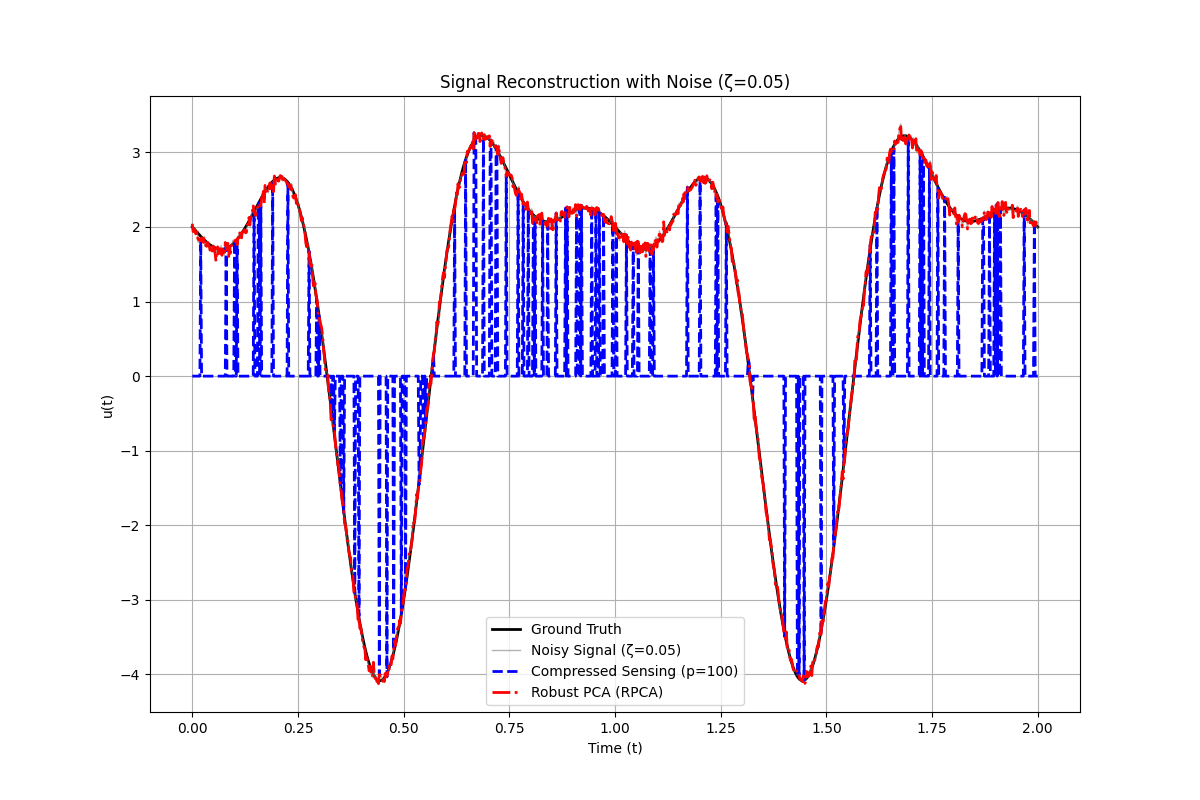 Signal Reconstruction with Noise (ζ=0.05)
u(t)
3
2
1
0
−1
−2
−3
−4
Ground Truth
Noisy Signal (ζ=0.05)
Compressed Sensing (p=100)
Robust PCA (RPCA)
0.00 0.25 0.50 0.75 1.00 1.25 1.50 1.75 2.00
Time (t)